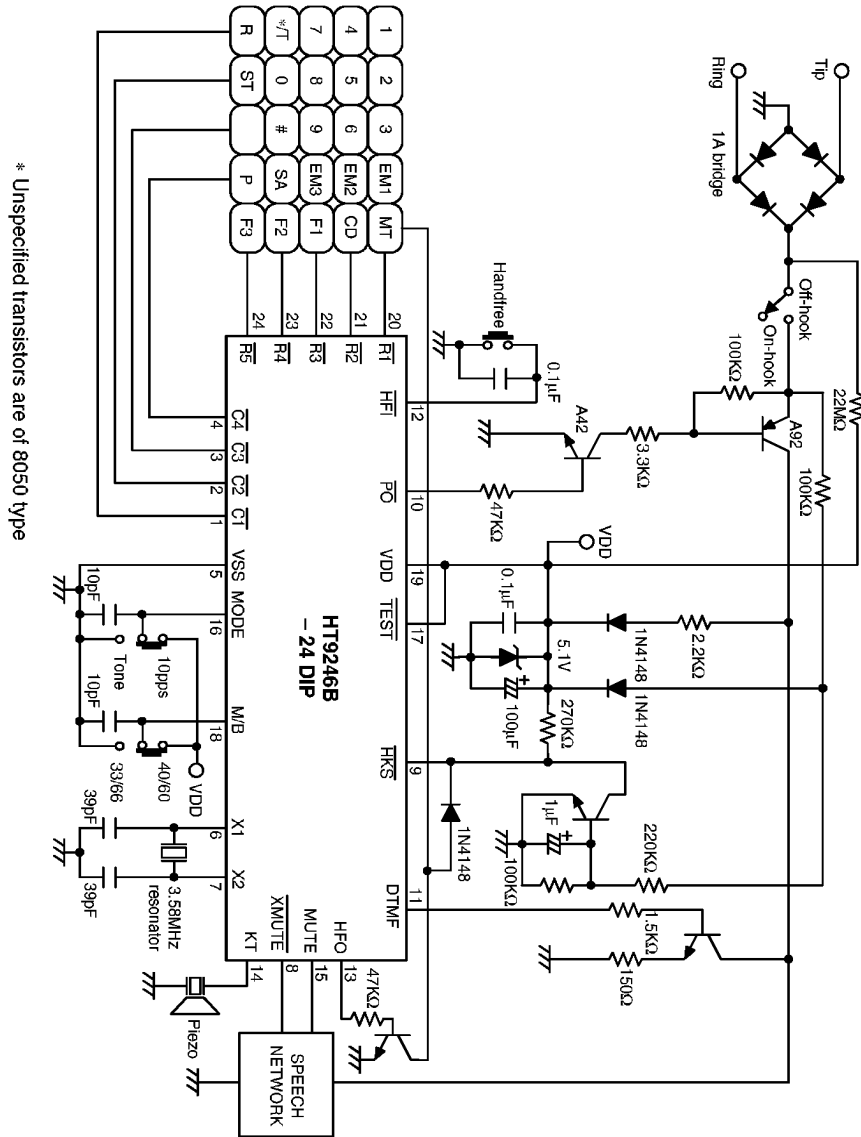 Tip
Ring
1A bridge
Off-hook
On-hook
22MΩ
100KΩ
A92
100KΩ
3.3KΩ
A42
47KΩ
Handfree
0.1µF
VDD
2.2KΩ
1N4148
1N4148
0.1µF
5.1V
100µF
+
270KΩ
1µF
+
100KΩ
220KΩ
1N4148
1.5KΩ
150Ω
1 2 3 EM1 MT
4 5 6 EM2 CD
7 8 9 EM3 F1
*/T 0 # SA F2
R ST P F3
24 23 22 21 20
R5 R4 R3 R2 R1
12 HFI
10 PO
19 VDD
17 TEST
9 HKS
11 DTMF
4 C4
3 C3
2 C2
1 C1
5 VSS
16 MODE
18 M/B
6 X1
7 X2
14 KT
8 XMUTE
15 MUTE
13 HFO
HT9246B
– 24 DIP
10pF
Tone
10pps
10pF
33/66
40/60
VDD
39pF
39pF
3.58MHz
resonator
47KΩ
Piezo
SPEECH
NETWORK
* Unspecified transistors are of 8050 type